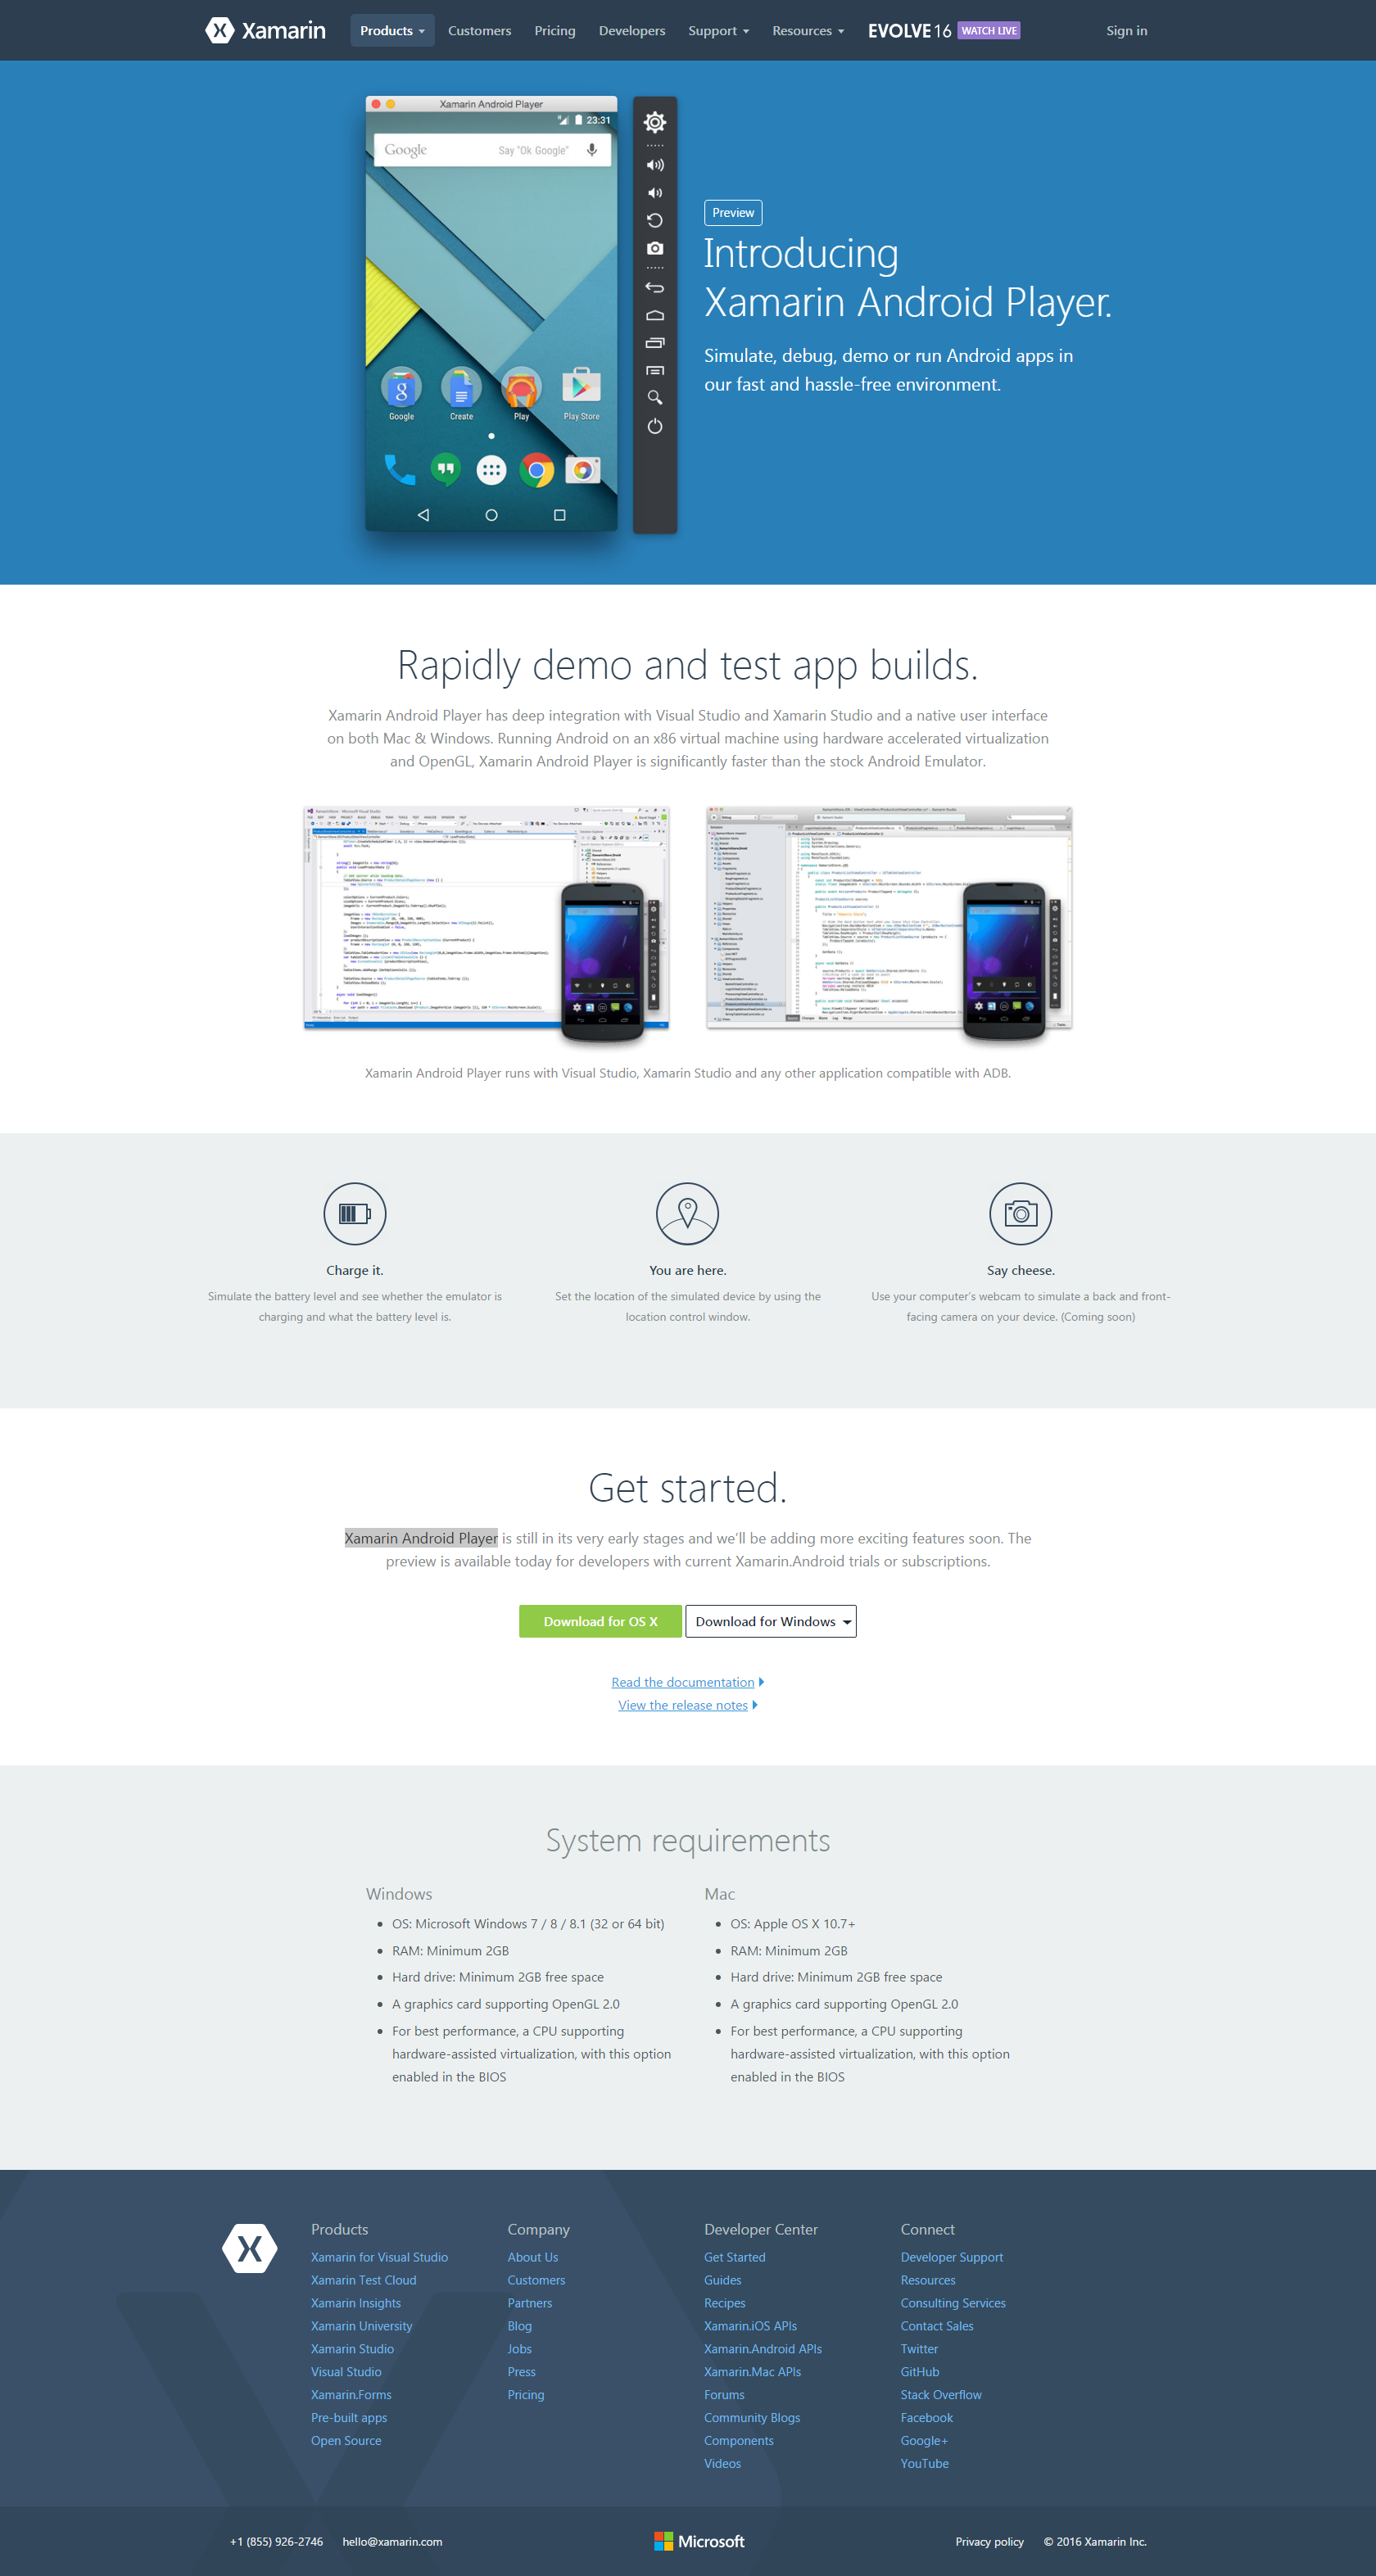 Xamarin
Products
Customers
Pricing
Developers
Support
Resources
EVOLVE 16 WATCH LIVE
Sign in
Xamarin Android Player
23:31
Google
Say "Ok Google"
Google
Create
Play
Play Store
Preview
Introducing
Xamarin Android Player.
Simulate, debug, demo or run Android apps in
our fast and hassle-free environment.
Rapidly demo and test app builds.
Xamarin Android Player has deep integration with Visual Studio and Xamarin Studio and a native user interface
on both Mac & Windows. Running Android on an x86 virtual machine using hardware accelerated virtualization
and OpenGL, Xamarin Android Player is significantly faster than the stock Android Emulator.
Xamarin Android Player runs with Visual Studio, Xamarin Studio and any other application compatible with ADB.
Charge it.
Simulate the battery level and see whether the emulator is
charging and what the battery level is.
You are here.
Set the location of the simulated device by using the
location control window.
Say cheese.
Use your computer's webcam to simulate a back and front-
facing camera on your device. (Coming soon)
Get started.
Xamarin Android Player is still in its very early stages and we'll be adding more exciting features soon. The
preview is available today for developers with current Xamarin.Android trials or subscriptions.
Download for OS X
Download for Windows
Read the documentation
View the release notes
System requirements
Windows
OS: Microsoft Windows 7 / 8 / 8.1 (32 or 64 bit)
RAM: Minimum 2GB
Hard drive: Minimum 2GB free space
A graphics card supporting OpenGL 2.0
For best performance, a CPU supporting
hardware-assisted virtualization, with this option
enabled in the BIOS
Mac
OS: Apple OS X 10.7+
RAM: Minimum 2GB
Hard drive: Minimum 2GB free space
A graphics card supporting OpenGL 2.0
For best performance, a CPU supporting
hardware-assisted virtualization, with this option
enabled in the BIOS
Products
Xamarin for Visual Studio
Xamarin Test Cloud
Xamarin Insights
Xamarin University
Xamarin Studio
Visual Studio
Xamarin.Forms
Pre-built apps
Open Source
Company
About Us
Customers
Partners
Blog
Jobs
Press
Pricing
Developer Center
Get Started
Guides
Recipes
Xamarin.iOS APIs
Xamarin.Android APIs
Xamarin.Mac APIs
Forums
Community Blogs
Components
Videos
Connect
Developer Support
Resources
Consulting Services
Contact Sales
Twitter
GitHub
Stack Overflow
Facebook
Google+
YouTube
+1 (855) 926-2746
hello@xamarin.com
Microsoft
Privacy policy
© 2016 Xamarin Inc.